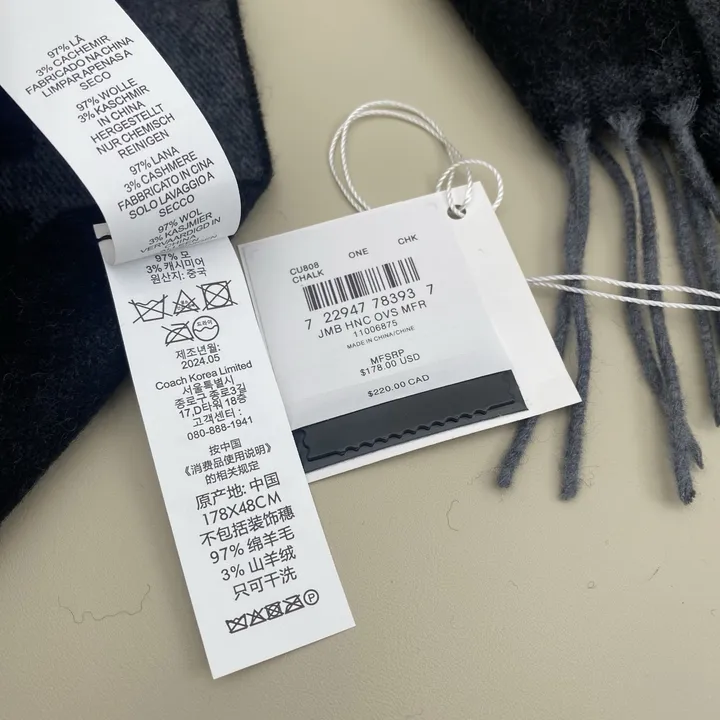 97% LÃ
3% CACHEMIR
FABRICADO NA CHINA
LIMPAR APENAS A
SECO
97% WOLLE
3% KASCHMIR
IN CHINA
HERGESTELLT
NUR CHEMISCH
REINIGEN
97% LANA
3% CASHMERE
FABBRICATO IN CINA
SOLO LAVAGGIO A
SECCO
97% WOL
3% KASJMIER
VERVAARDIGD IN
CHINA
97% 모
3% 캐시미어
원산지: 중국
드라이
제조년월:
2024.05
Coach Korea Limited
서울특별시
종로구 종로3길
17,D타워 18층
고객센터 :
080-888-1941
按中国
《消费品使用说明》
的相关规定
原产地: 中国
178X48CM
不包括装饰穗
97% 绵羊毛
3% 山羊绒
只可干洗
P
CU808 ONE CHK
CHALK
7 22947 78393 7
JMB HNC OVS MFR
11006875
MADE IN CHINA/CHINE
MFSRP
$178.00 USD
$220.00 CAD